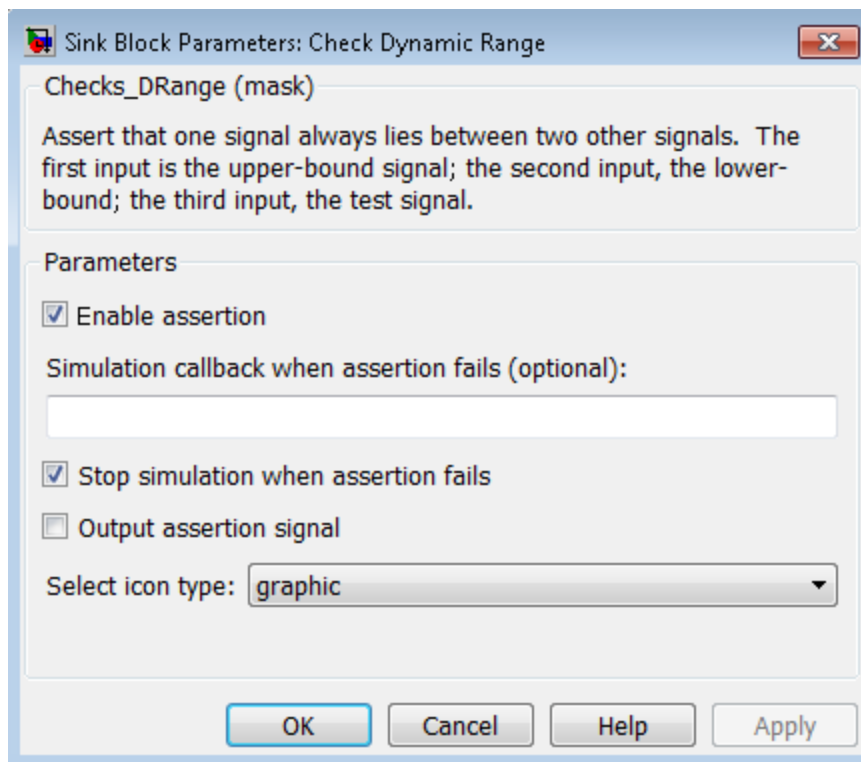 Sink Block Parameters: Check Dynamic Range
Checks_DRange (mask)
Assert that one signal always lies between two other signals.  The
first input is the upper-bound signal; the second input, the lower-
bound; the third input, the test signal.
Parameters
Enable assertion
Simulation callback when assertion fails (optional):
Stop simulation when assertion fails
Output assertion signal
Select icon type: graphic
OK Cancel Help Apply